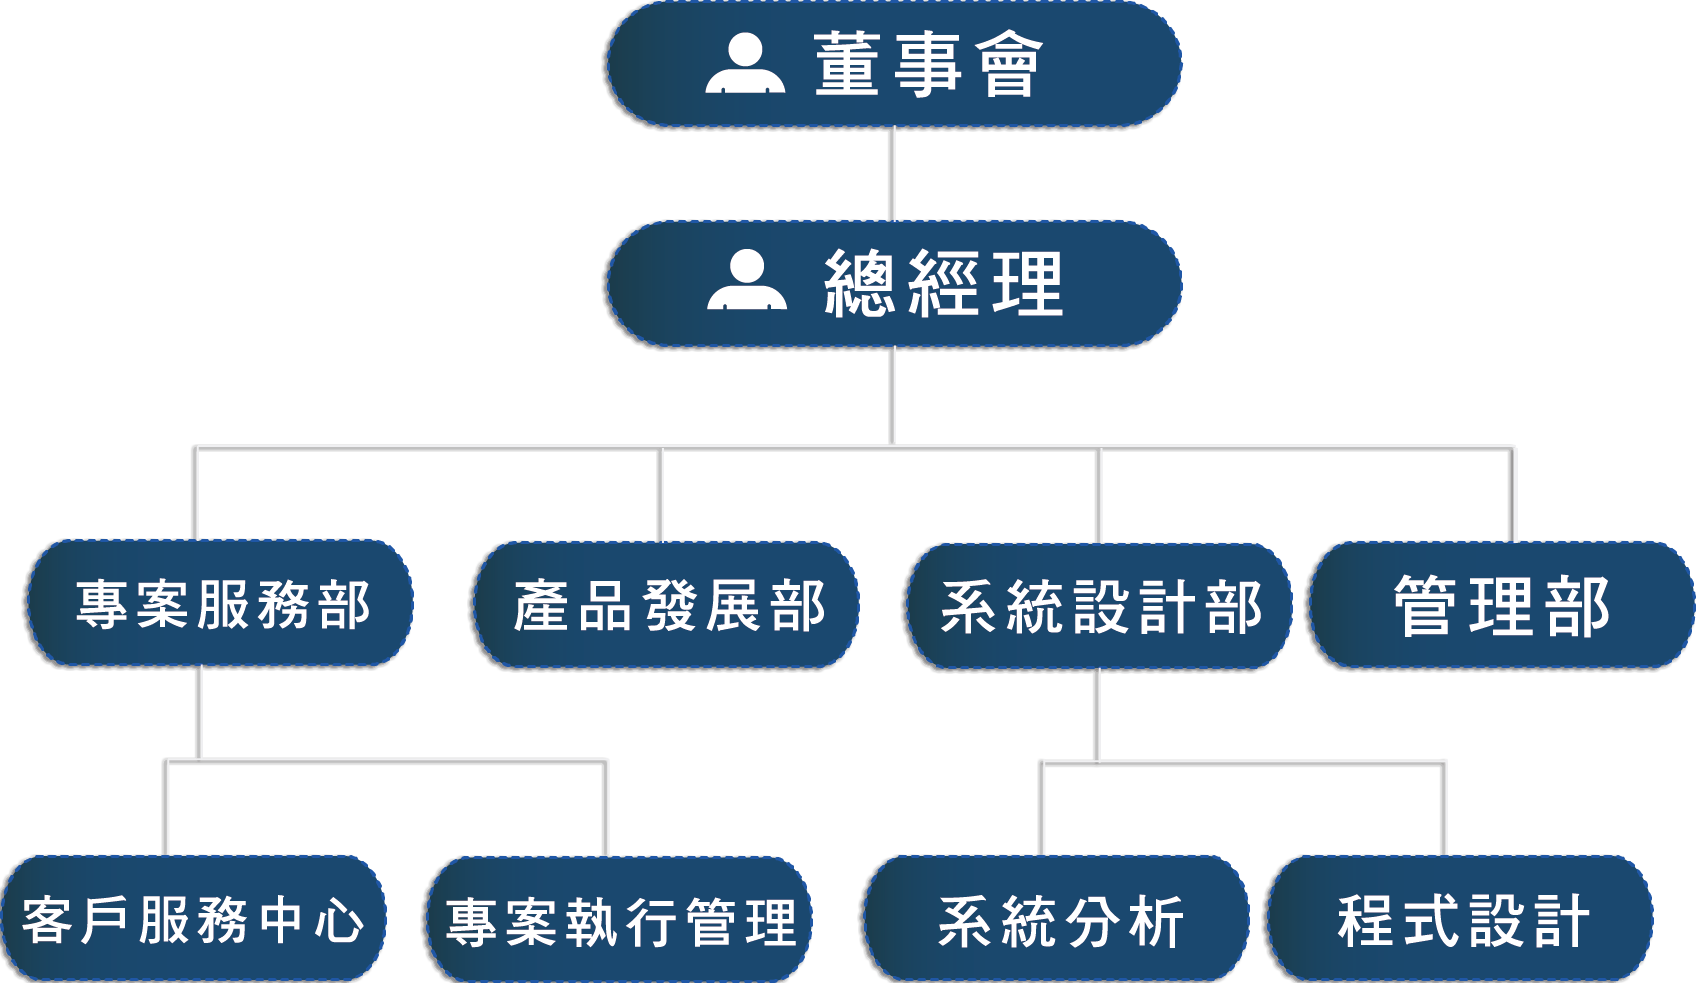 董事會
總經理
專案服務部
產品發展部
系統設計部
管理部
客戶服務中心
專案執行管理
系統分析
程式設計